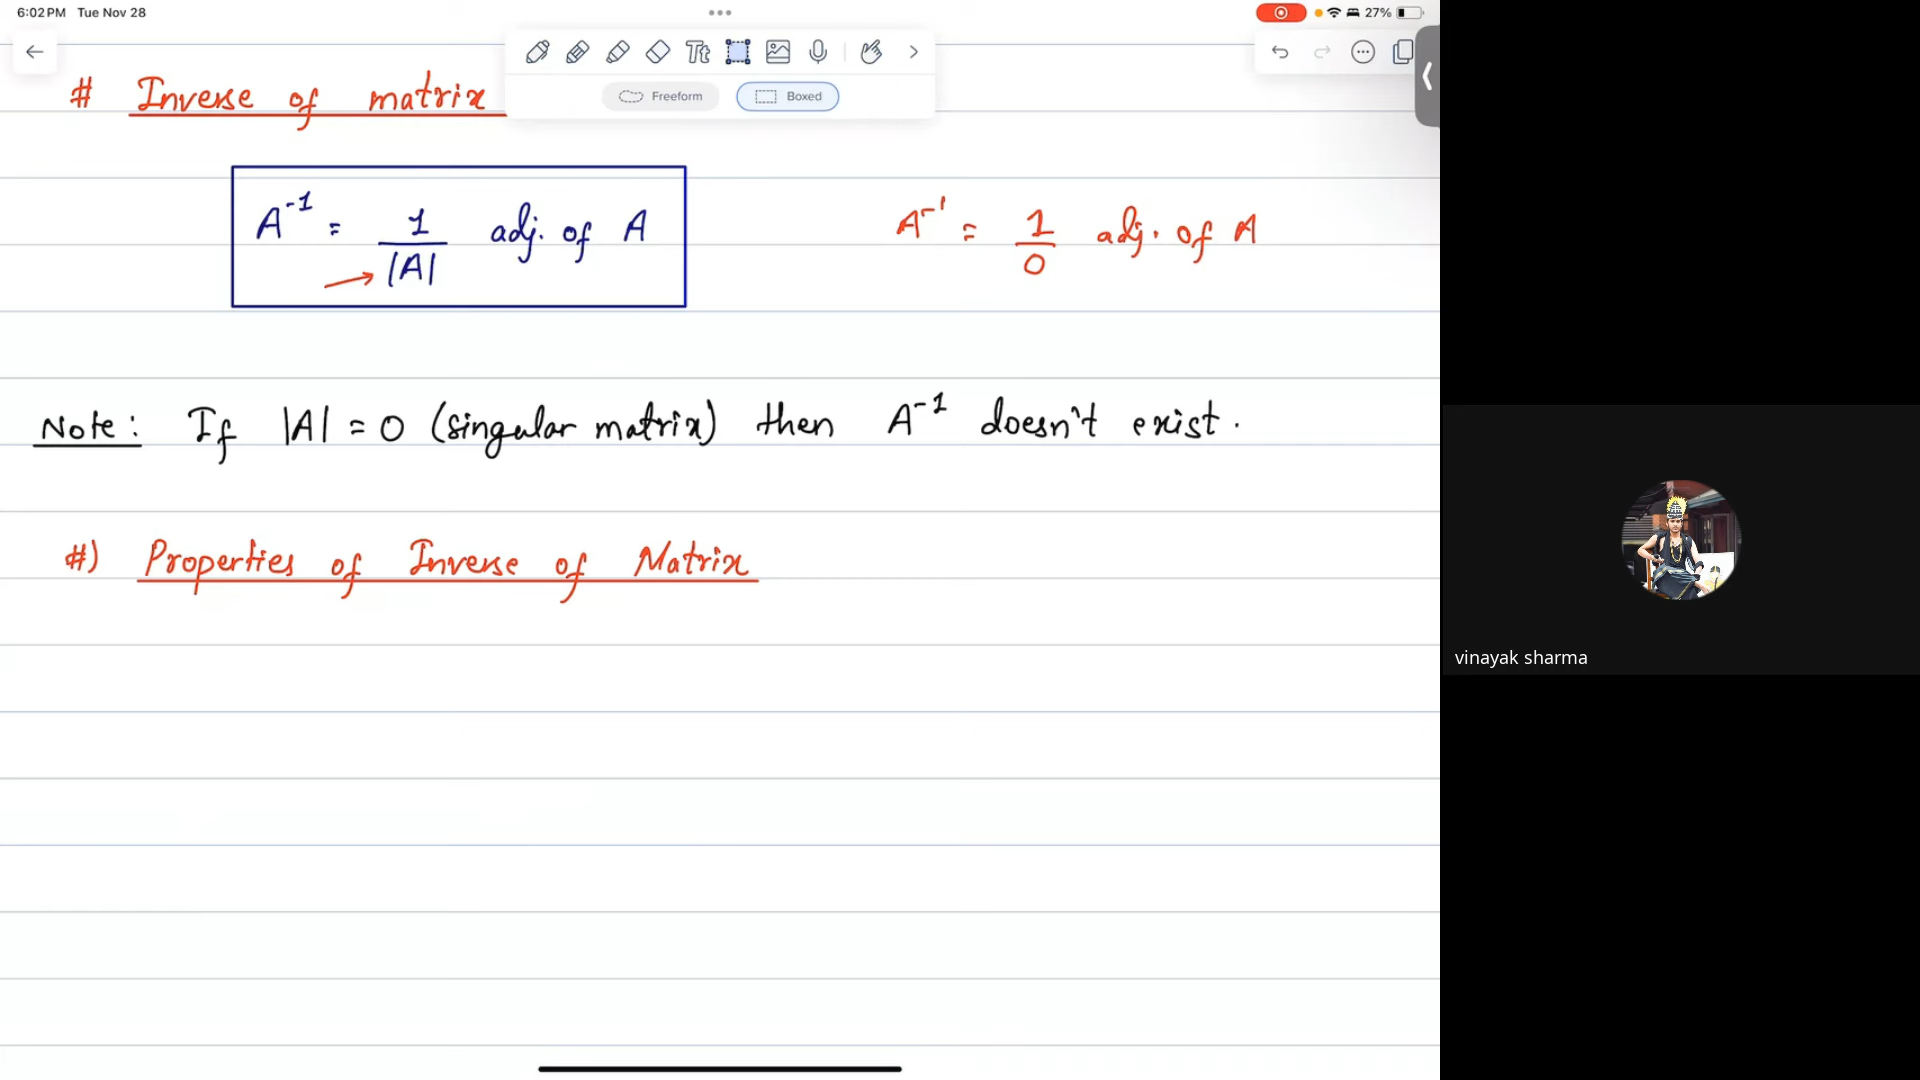 6:02 PM Tue Nov 28
27%
Freeform Boxed
# Inverse of matrix
A⁻¹ = 1/|A| adj. of A
A⁻¹ = 1/0 adj. of A
Note: If |A| = 0 (singular matrix) then A⁻¹ doesn't exist.
#) Properties of Inverse of Matrix
vinayak sharma